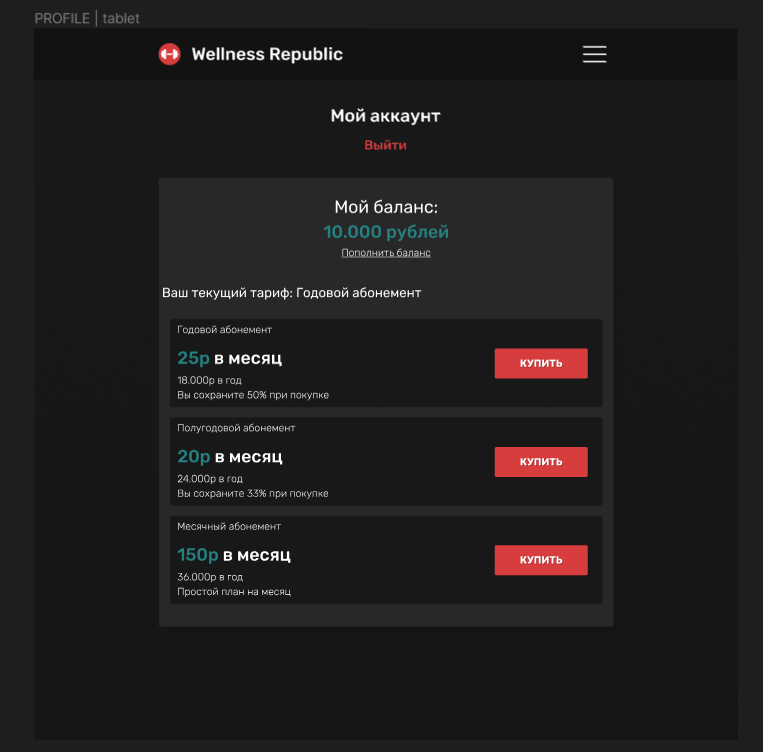 PROFILE | tablet
Wellness Republic
Мой аккаунт
Выйти
Мой баланс:
10.000 рублей
Пополнить баланс
Ваш текущий тариф: Годовой абонемент
Годовой абонемент
25р в месяц
КУПИТЬ
18.000р в год
Вы сохраните 50% при покупке
Полугодовой абонемент
20р в месяц
КУПИТЬ
24.000р в год
Вы сохраните 33% при покупке
Месячный абонемент
150р в месяц
КУПИТЬ
36.000р в год
Простой план на месяц